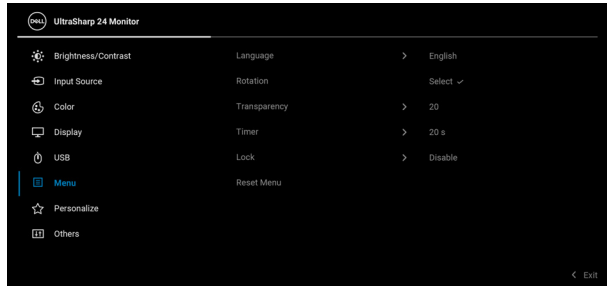 DELL UltraSharp 24 Monitor
Brightness/Contrast Language > English
Input Source Rotation Select ✓
Color Transparency > 20
Display Timer > 20 s
USB Lock > Disable
Menu Reset Menu
Personalize
Others
< Exit